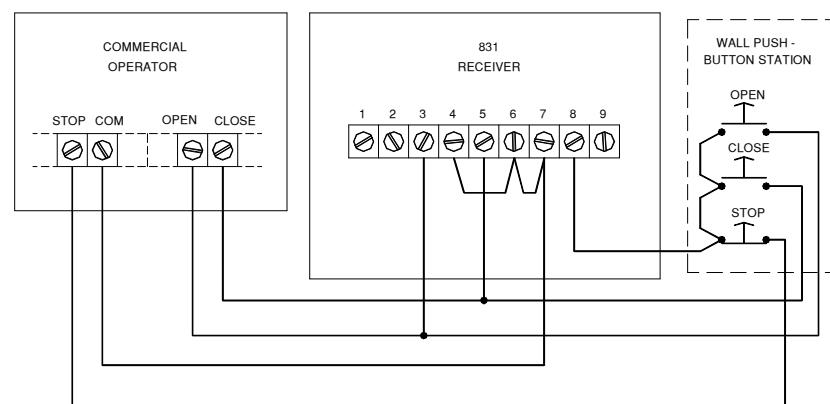 COMMERCIAL
OPERATOR
STOP COM OPEN CLOSE
831
RECEIVER
1 2 3 4 5 6 7 8 9
WALL PUSH -
BUTTON STATION
OPEN
CLOSE
STOP